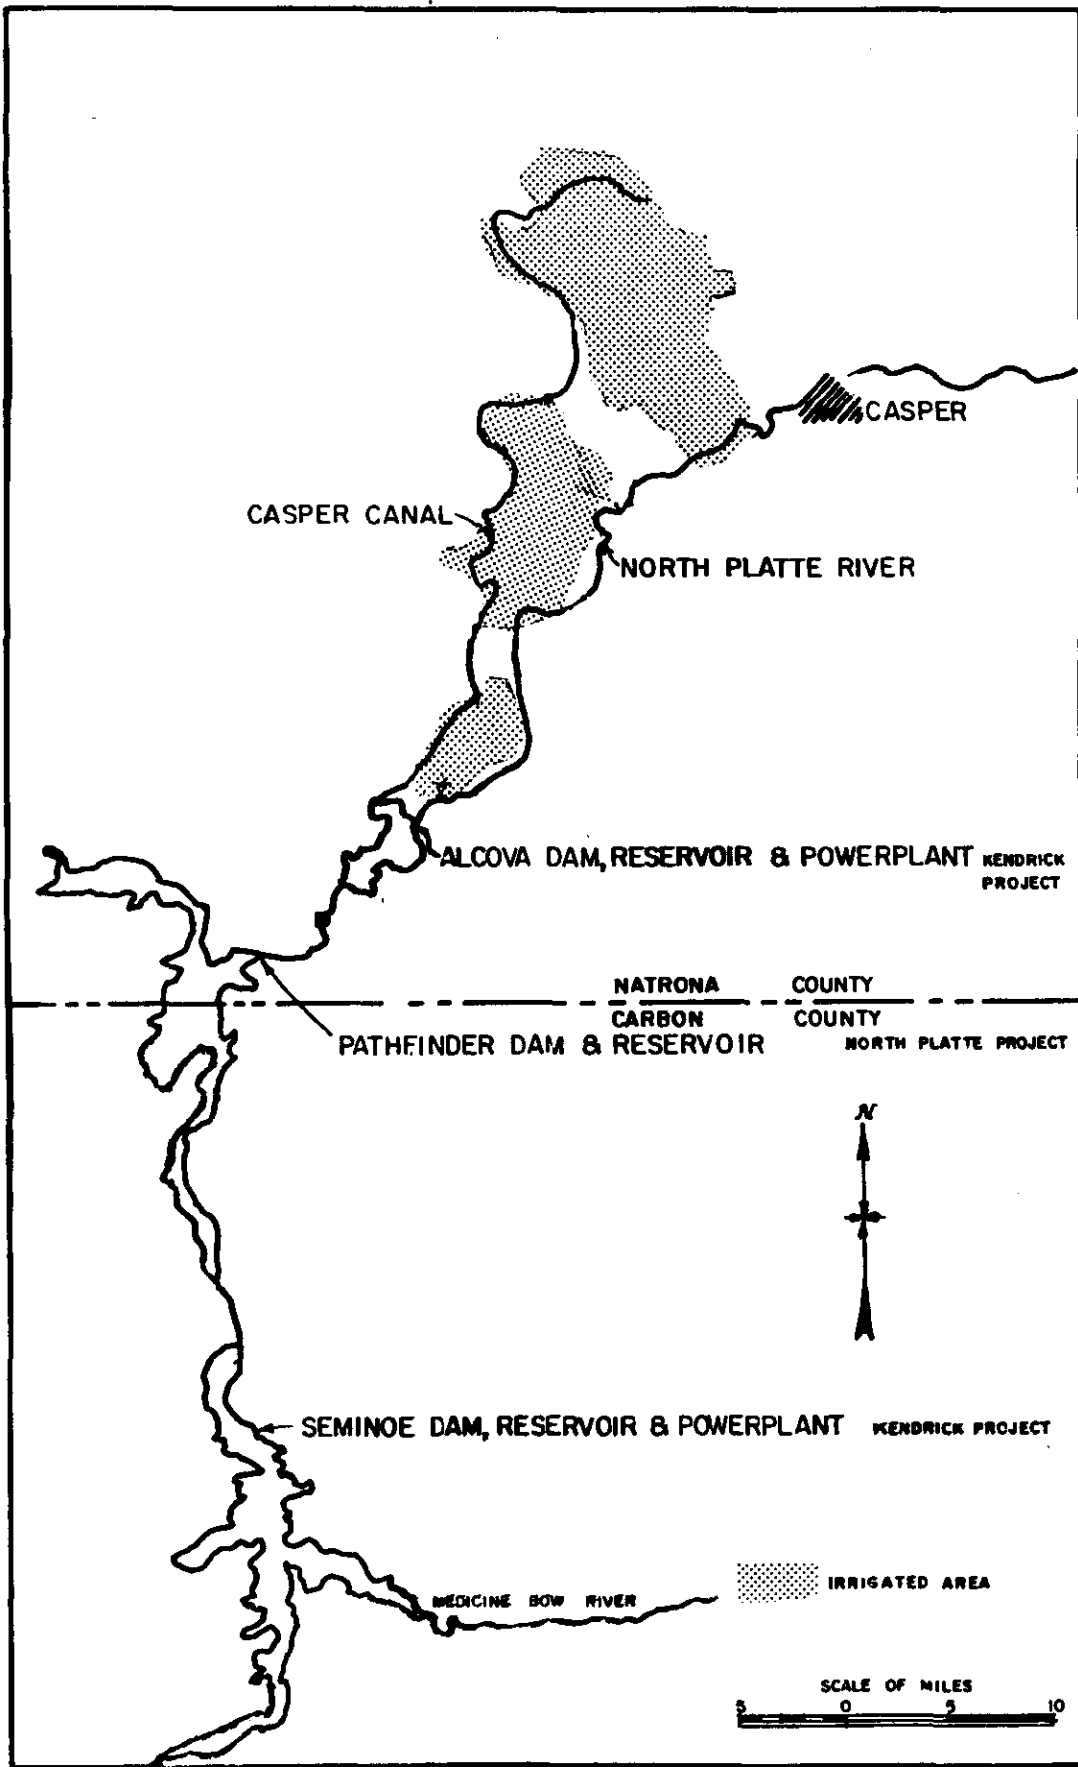 CASPER
CASPER CANAL
NORTH PLATTE RIVER
ALCOVA DAM, RESERVOIR & POWERPLANT KENDRICK
PROJECT
NATRONA COUNTY
CARBON COUNTY
PATHFINDER DAM & RESERVOIR NORTH PLATTE PROJECT
N
SEMINOE DAM, RESERVOIR & POWERPLANT KENDRICK PROJECT
IRRIGATED AREA
MEDICINE BOW RIVER
SCALE OF MILES
5 0 5 10